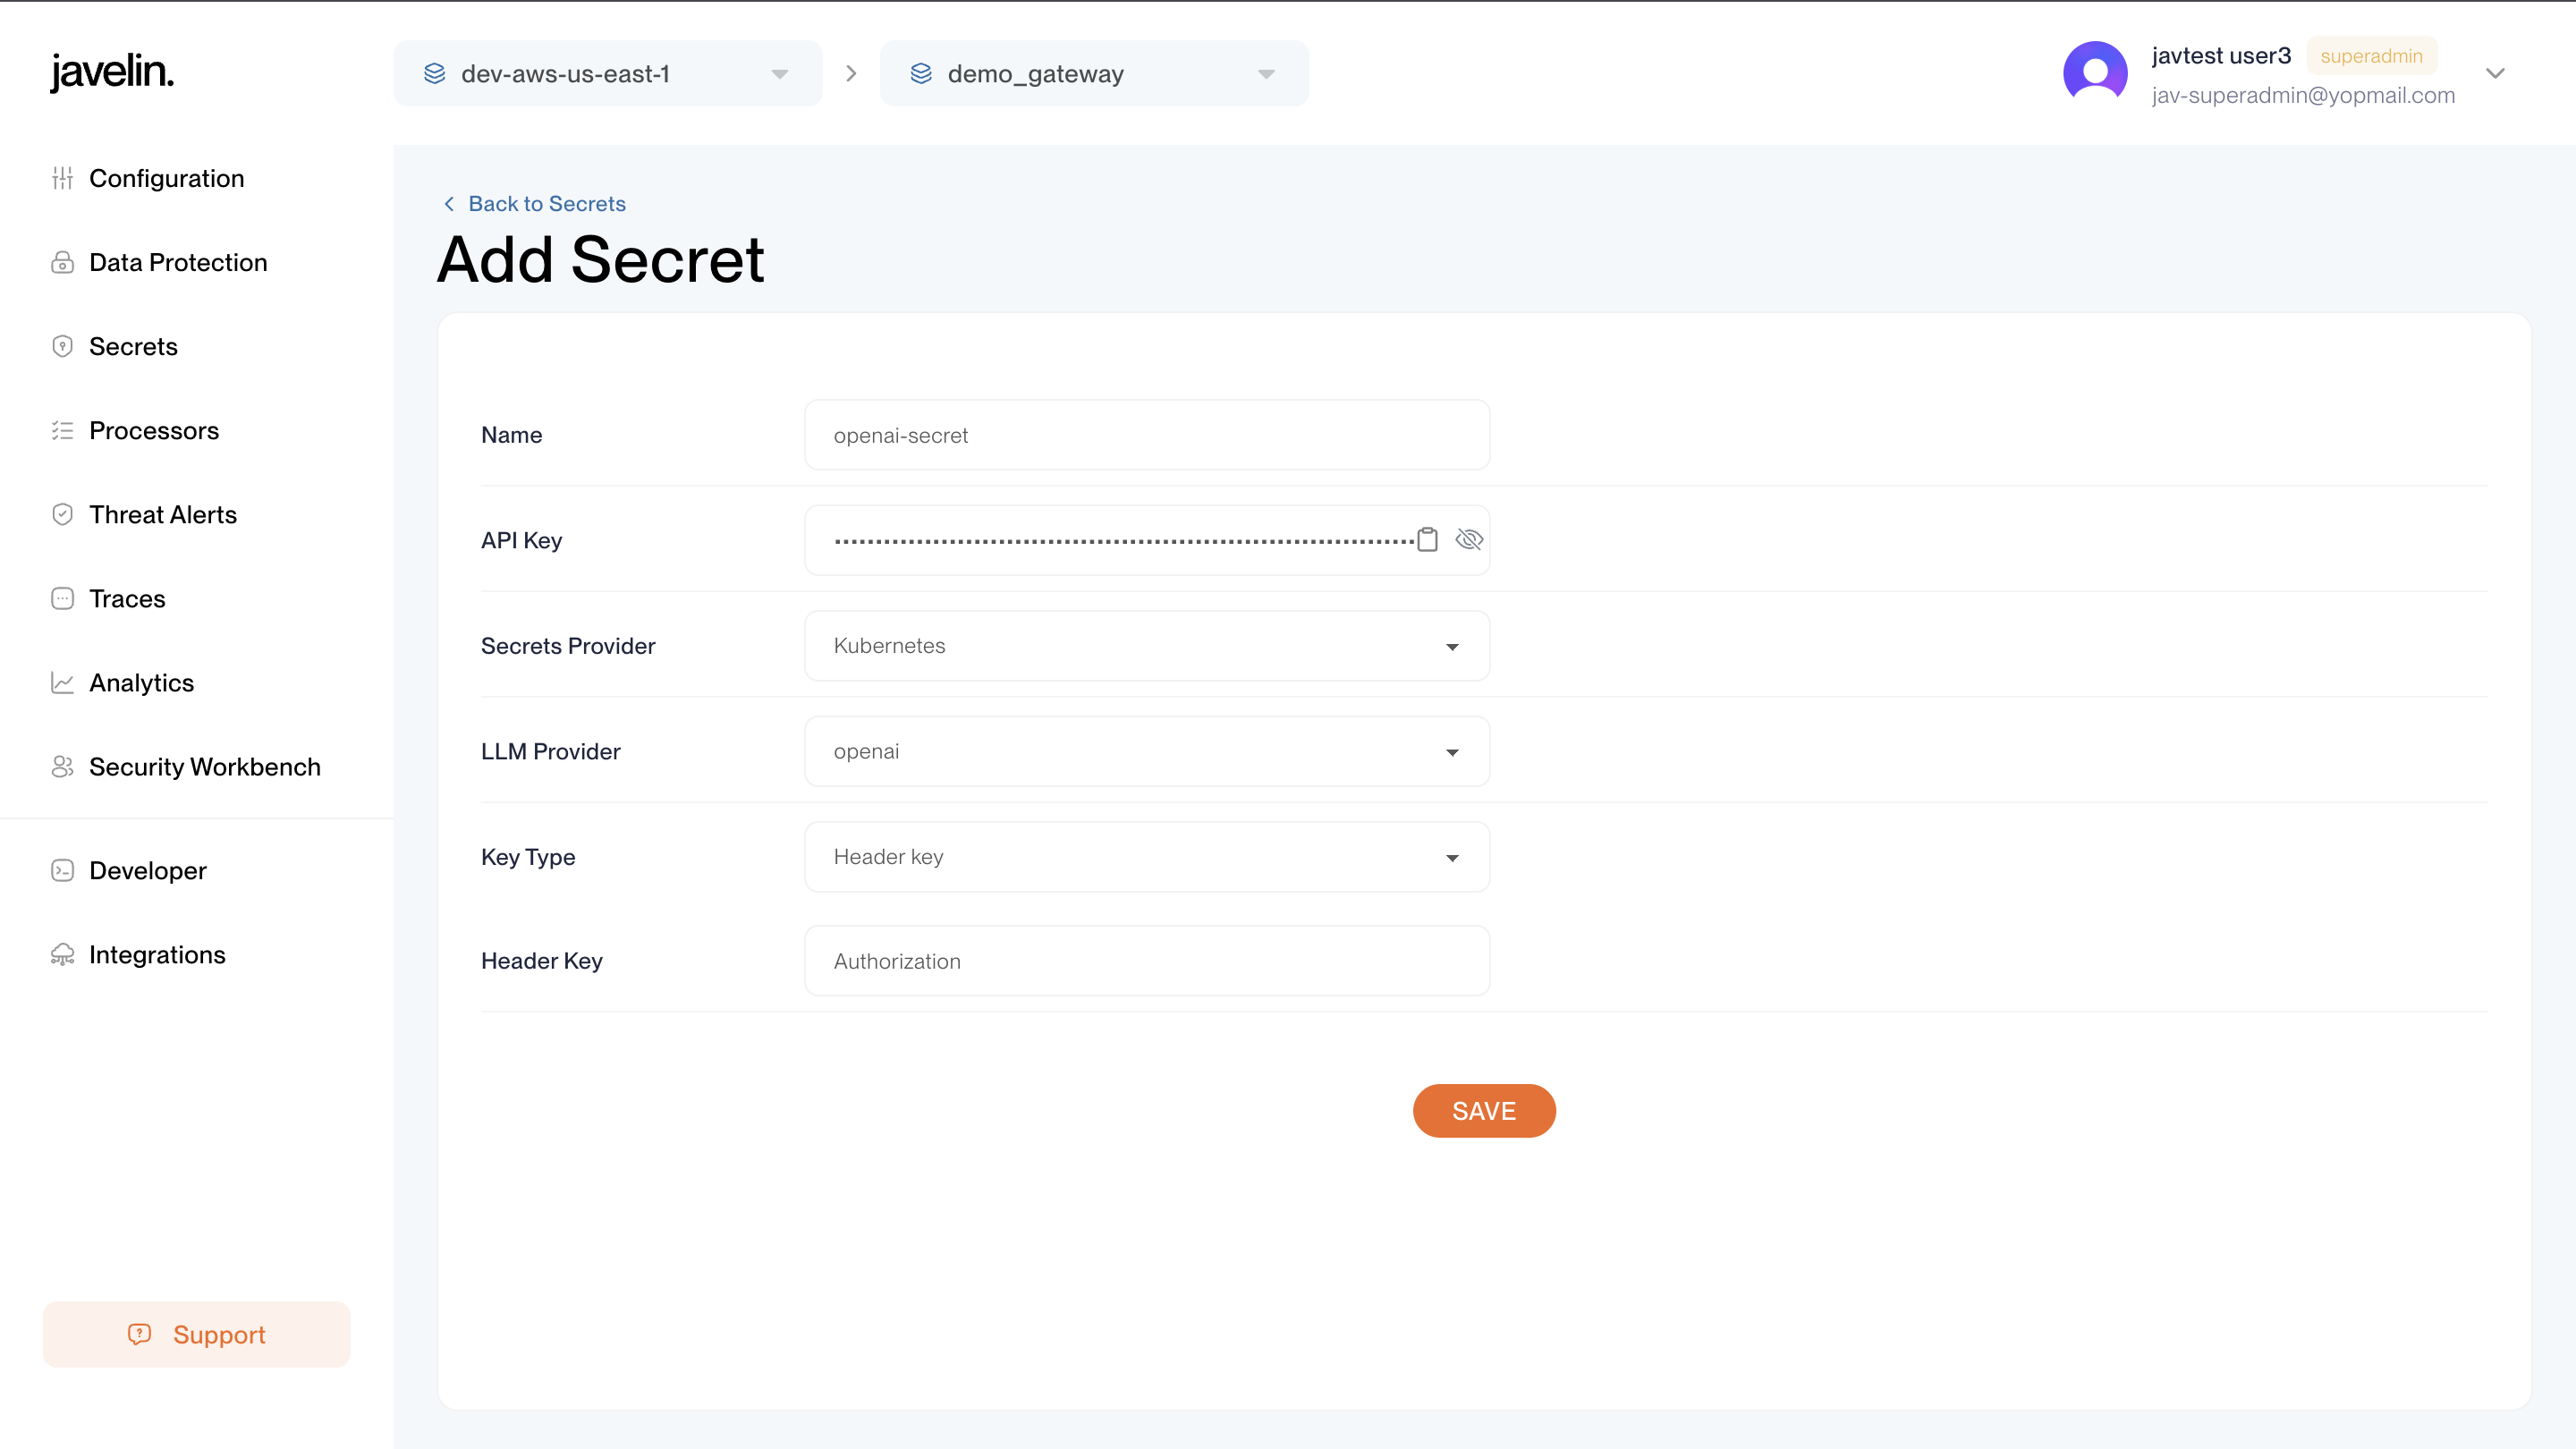 javelin.
dev-aws-us-east-1
demo_gateway
javtest user3
superadmin
jav-superadmin@yopmail.com
Configuration
Data Protection
Secrets
Processors
Threat Alerts
Traces
Analytics
Security Workbench
Developer
Integrations
Support
Back to Secrets
Add Secret
Name
openai-secret
API Key
Secrets Provider
Kubernetes
LLM Provider
openai
Key Type
Header key
Header Key
Authorization
SAVE